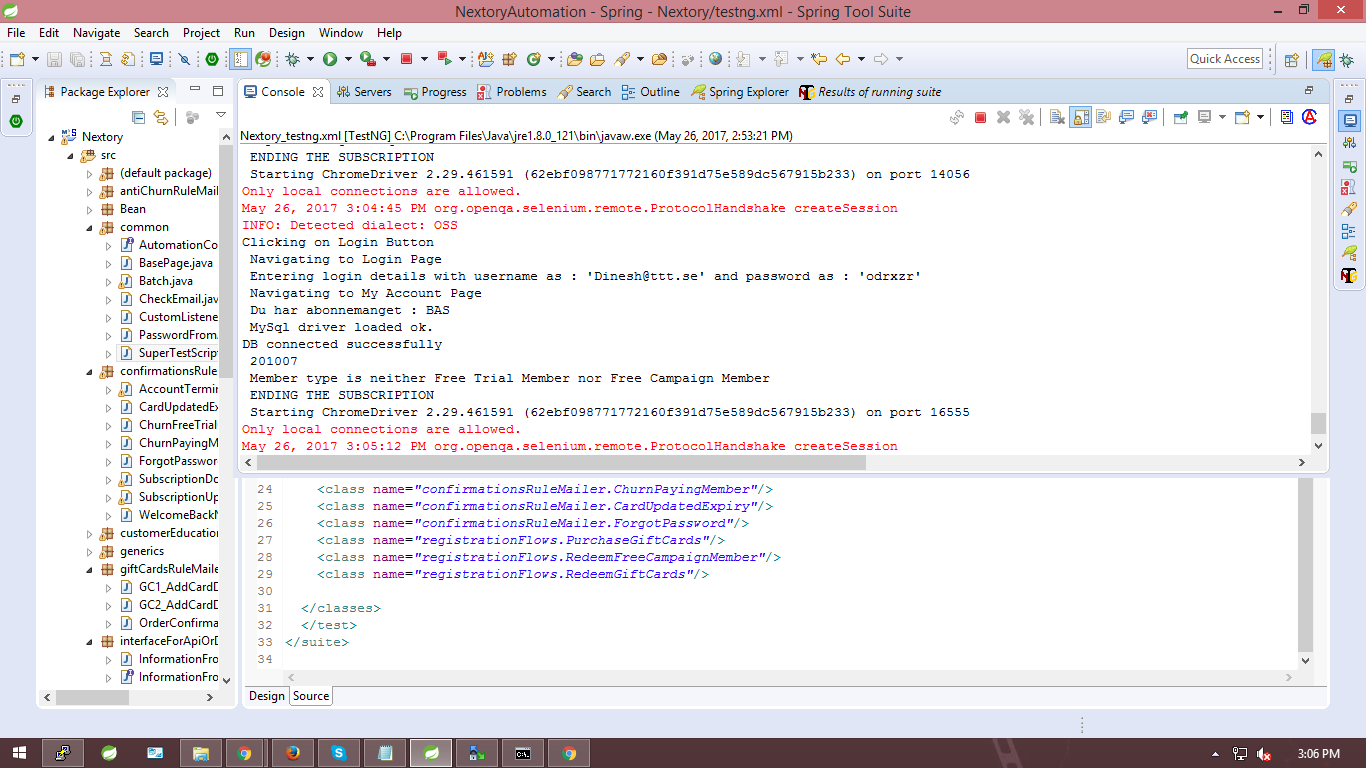 NextoryAutomation - Spring - Nextory/testng.xml - Spring Tool Suite
File Edit Navigate Search Project Run Design Window Help
Quick Access
Package Explorer
Console Servers Progress Problems Search Outline Spring Explorer Results of running suite
Nextory_testng.xml [TestNG] C:\Program Files\Java\jre1.8.0_121\bin\javaw.exe (May 26, 2017, 2:53:21 PM)
Nextory
src
(default package)
antiChurnRuleMail
Bean
common
AutomationCo
BasePage.java
Batch.java
CheckEmail.jav
CustomListene
PasswordFrom.
SuperTestScrip
confirmationsRule
AccountTermi
CardUpdatedEx
ChurnFreeTrial
ChurnPayingM
ForgotPasswor
SubscriptionDo
SubscriptionUp
WelcomeBackN
customerEducation
generics
giftCardsRuleMaile
GC1_AddCardD
GC2_AddCardD
OrderConfirma
interfaceForApiOrD
InformationFro
InformationFro
ENDING THE SUBSCRIPTION
Starting ChromeDriver 2.29.461591 (62ebf098771772160f391d75e589dc567915b233) on port 14056
Only local connections are allowed.
May 26, 2017 3:04:45 PM org.openqa.selenium.remote.ProtocolHandshake createSession
INFO: Detected dialect: OSS
Clicking on Login Button
Navigating to Login Page
Entering login details with username as : 'Dinesh@ttt.se' and password as : 'odrxzr'
Navigating to My Account Page
Du har abonnemanget : BAS
MySql driver loaded ok.
DB connected successfully
201007
Member type is neither Free Trial Member nor Free Campaign Member
ENDING THE SUBSCRIPTION
Starting ChromeDriver 2.29.461591 (62ebf098771772160f391d75e589dc567915b233) on port 16555
Only local connections are allowed.
May 26, 2017 3:05:12 PM org.openqa.selenium.remote.ProtocolHandshake createSession
24 <class name="confirmationsRuleMailer.ChurnPayingMember"/>
25 <class name="confirmationsRuleMailer.CardUpdatedExpiry"/>
26 <class name="confirmationsRuleMailer.ForgotPassword"/>
27 <class name="registrationFlows.PurchaseGiftCards"/>
28 <class name="registrationFlows.RedeemFreeCampaignMember"/>
29 <class name="registrationFlows.RedeemGiftCards"/>
30
31 </classes>
32 </test>
33 </suite>
34
Design Source
3:06 PM